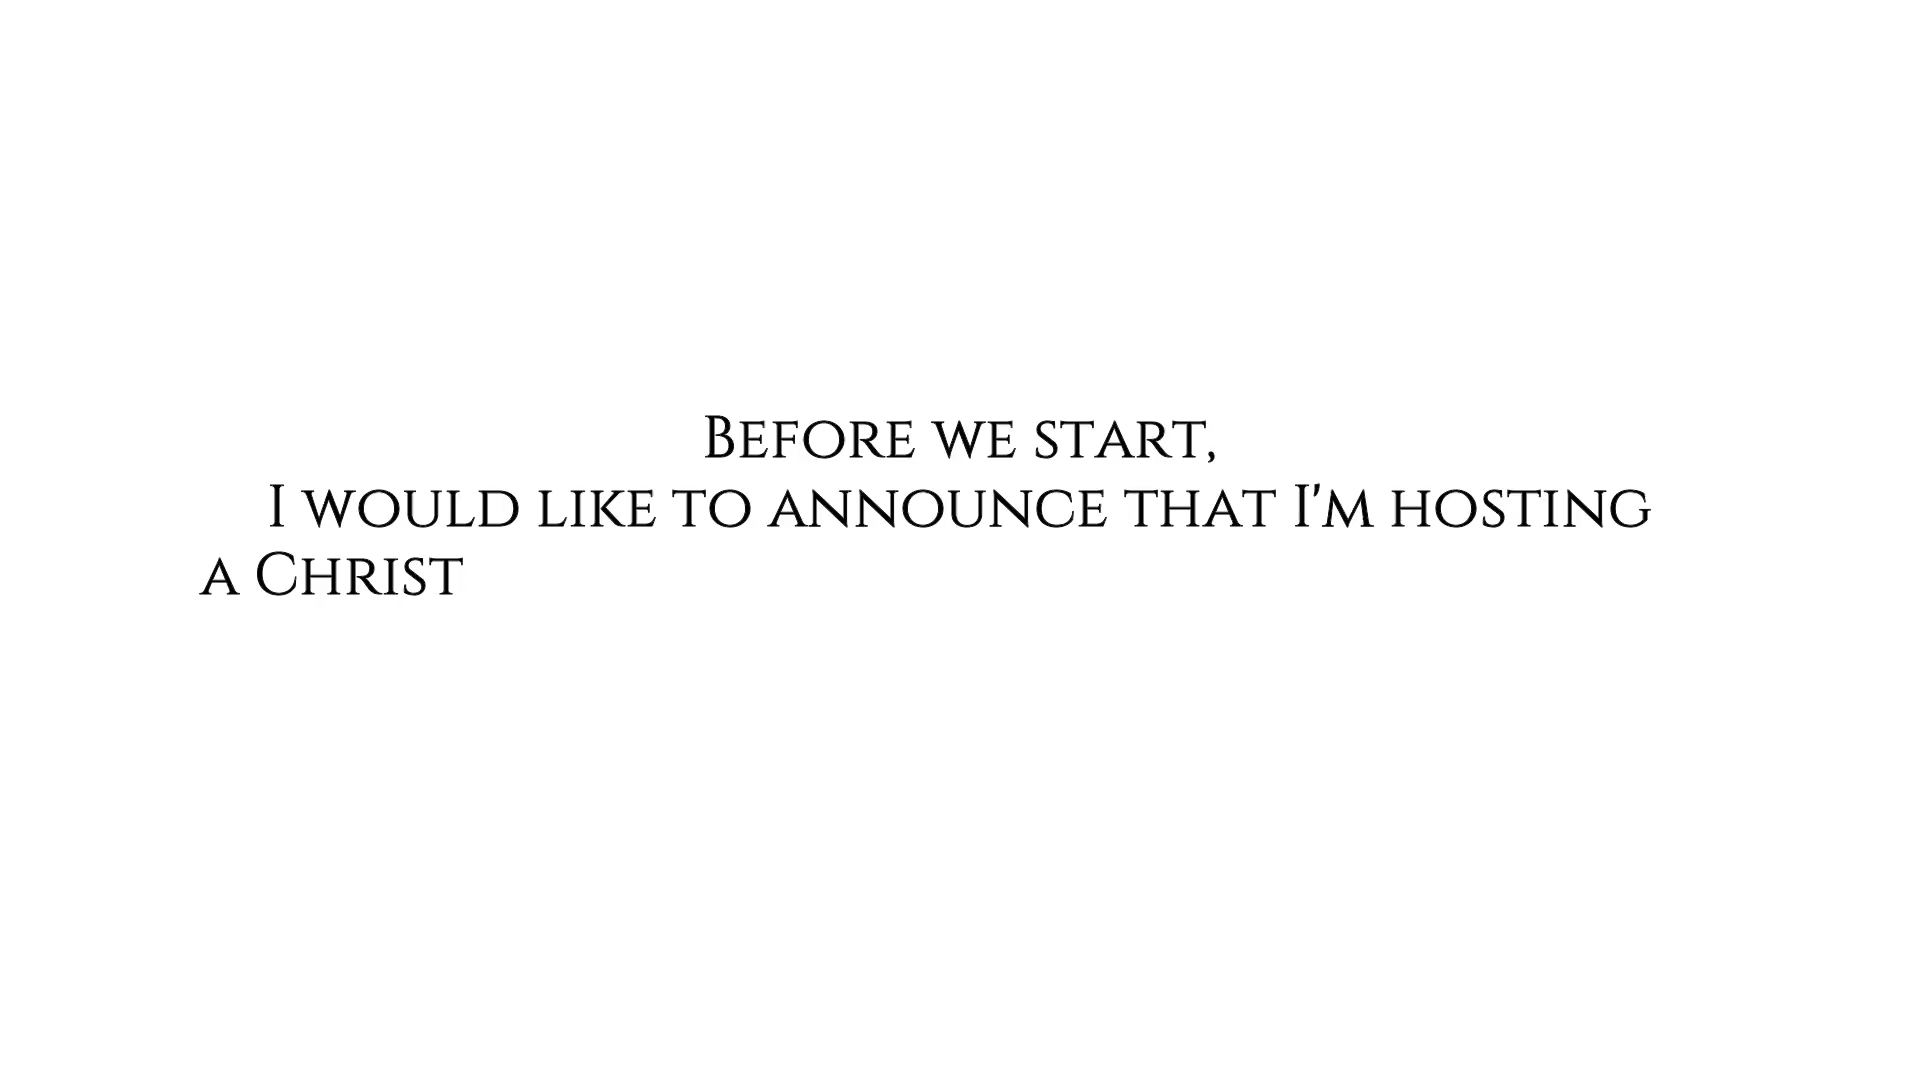 Before we start,
I would like to announce that I'm hosting
a Christ